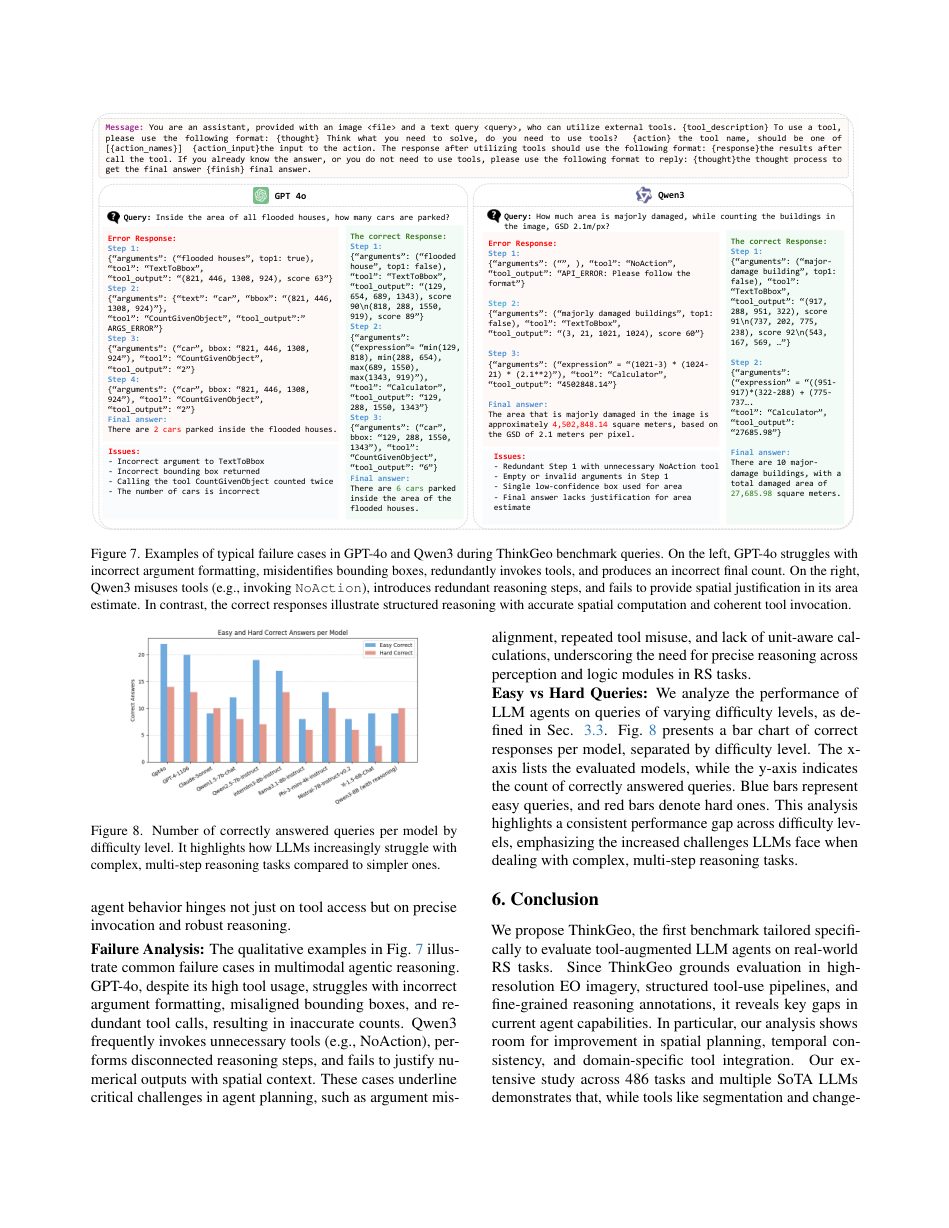 Message: You are an assistant, provided with an image <file> and a text query <query>, who can utilize external tools. {tool_description} To use a tool,
please use the following format: {thought} Think what you need to solve, do you need to use tools? {action} the tool name, should be one of
[{action_names}] {action_input}the input to the action. The response after utilizing tools should use the following format: {response}the results after
call the tool. If you already know the answer, or you do not need to use tools, please use the following format to reply: {thought}the thought process to
get the final answer {finish} final answer.
GPT 4o
Query: Inside the area of all flooded houses, how many cars are parked?
Error Response:
Step 1:
{“arguments”: (“flooded houses”, top1: true),
“tool”: “TextToBbox”,
“tool_output”: “(821, 446, 1308, 924), score 63”}
Step 2:
{“arguments”: {“text”: “car”, “bbox”: “(821, 446,
1308, 924)”},
“tool”: “CountGivenObject”, “tool_output”:”
ARGS_ERROR”}
Step 3:
{“arguments”: (“car”, bbox: “821, 446, 1308,
924”), “tool”: “CountGivenObject”,
“tool_output”: “2”}
Step 4:
{“arguments”: (“car”, bbox: “821, 446, 1308,
924”), “tool”: “CountGivenObject”,
“tool_output”: “2”}
Final answer:
There are 2 cars parked inside the flooded houses.
Issues:
- Incorrect argument to TextToBbox
- Incorrect bounding box returned
- Calling the tool CountGivenObject counted twice
- The number of cars is incorrect
The correct Response:
Step 1:
{“arguments”: (“flooded
house”, top1: false),
“tool”: “TextToBbox”,
“tool_output”: “(129,
654, 689, 1343), score
90\n(818, 288, 1550,
919), score 89”}
Step 2:
{“arguments”:
(“expression”= “min(129,
818), min(288, 654),
max(689, 1550),
max(1343, 919)”),
“tool”: “Calculator”,
“tool_output”: “129,
288, 1550, 1343”}
Step 3:
{“arguments”: (“car”,
bbox: “129, 288, 1550,
1343”), “tool”:
“CountGivenObject”,
“tool_output”: “6”}
Final answer:
There are 6 cars parked
inside the area of the
flooded houses.
Qwen3
Query: How much area is majorly damaged, while counting the buildings in
the image, GSD 2.1m/px?
Error Response:
Step 1:
{“arguments”: (“”, ), “tool”: “NoAction”,
“tool_output”: “API_ERROR: Please follow the
format”}
Step 2:
{“arguments”: (“majorly damaged buildings”, top1:
false), “tool”: “TextToBbox”,
“tool_output”: “(3, 21, 1021, 1024), score 60”}
Step 3:
{“arguments”: (“expression” = “(1021-3) * (1024-
21) * (2.1**2)”), “tool”: “Calculator”,
“tool_output”: “4502848.14”}
Final answer:
The area that is majorly damaged in the image is
approximately 4,502,848.14 square meters, based on
the GSD of 2.1 meters per pixel.
Issues:
- Redundant Step 1 with unnecessary NoAction tool
- Empty or invalid arguments in Step 1
- Single low-confidence box used for area
- Final answer lacks justification for area
estimate
The correct Response:
Step 1:
{“arguments”: (“major-
damage building”, top1:
false), “tool”:
“TextToBbox”,
“tool_output”: “(917,
288, 951, 322), score
91\n(737, 202, 775,
238), score 92\n(543,
167, 569, …”}
Step 2:
{“arguments”:
(“expression” = “((951-
917)*(322-288) + (775-
737….
“tool”: “Calculator”,
“tool_output”:
“27685.98”}
Final answer:
There are 10 major-
damage buildings, with a
total damaged area of
27,685.98 square meters.
Figure 7. Examples of typical failure cases in GPT-4o and Qwen3 during ThinkGeo benchmark queries. On the left, GPT-4o struggles with
incorrect argument formatting, misidentifies bounding boxes, redundantly invokes tools, and produces an incorrect final count. On the right,
Qwen3 misuses tools (e.g., invoking NoAction), introduces redundant reasoning steps, and fails to provide spatial justification in its area
estimate. In contrast, the correct responses illustrate structured reasoning with accurate spatial computation and coherent tool invocation.
Easy and Hard Correct Answers per Model
Easy Correct
Hard Correct
Correct Answers
20
15
10
5
0
Gpt4o
GPT-4-1106
Claude-Sonnet
Qwen1.5-7b-chat
Qwen2.5-7b-Instruct
internlm3-8B-Instruct
llama3.1-8B-Instruct
Phi-3-mini-4k-Instruct
Mistral-7B-Instruct-v0.2
Yi-1.5-6B-Chat
Qwen3-8B (with reasoning)
Figure 8. Number of correctly answered queries per model by
difficulty level. It highlights how LLMs increasingly struggle with
complex, multi-step reasoning tasks compared to simpler ones.
agent behavior hinges not just on tool access but on precise
invocation and robust reasoning.
Failure Analysis: The qualitative examples in Fig. 7 illus-
trate common failure cases in multimodal agentic reasoning.
GPT-4o, despite its high tool usage, struggles with incorrect
argument formatting, misaligned bounding boxes, and re-
dundant tool calls, resulting in inaccurate counts. Qwen3
frequently invokes unnecessary tools (e.g., NoAction), per-
forms disconnected reasoning steps, and fails to justify nu-
merical outputs with spatial context. These cases underline
critical challenges in agent planning, such as argument mis-
alignment, repeated tool misuse, and lack of unit-aware cal-
culations, underscoring the need for precise reasoning across
perception and logic modules in RS tasks.
Easy vs Hard Queries: We analyze the performance of
LLM agents on queries of varying difficulty levels, as de-
fined in Sec. 3.3. Fig. 8 presents a bar chart of correct
responses per model, separated by difficulty level. The x-
axis lists the evaluated models, while the y-axis indicates
the count of correctly answered queries. Blue bars represent
easy queries, and red bars denote hard ones. This analysis
highlights a consistent performance gap across difficulty lev-
els, emphasizing the increased challenges LLMs face when
dealing with complex, multi-step reasoning tasks.
6. Conclusion
We propose ThinkGeo, the first benchmark tailored specifi-
cally to evaluate tool-augmented LLM agents on real-world
RS tasks. Since ThinkGeo grounds evaluation in high-
resolution EO imagery, structured tool-use pipelines, and
fine-grained reasoning annotations, it reveals key gaps in
current agent capabilities. In particular, our analysis shows
room for improvement in spatial planning, temporal con-
sistency, and domain-specific tool integration. Our ex-
tensive study across 486 tasks and multiple SoTA LLMs
demonstrates that, while tools like segmentation and change-